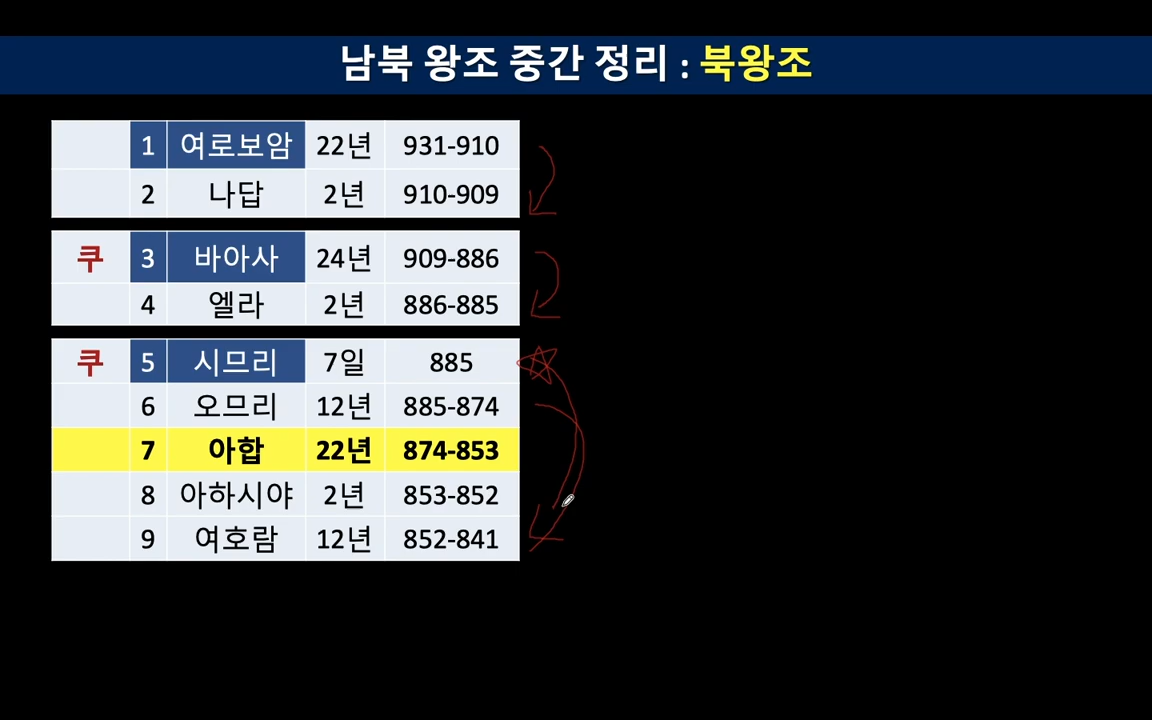 남북 왕조 중간 정리 : 북왕조
1 여로보암 22년 931-910
2 나답 2년 910-909
쿠 3 바아사 24년 909-886
4 엘라 2년 886-885
쿠 5 시므리 7일 885
6 오므리 12년 885-874
7 아합 22년 874-853
8 아하시야 2년 853-852
9 여호람 12년 852-841